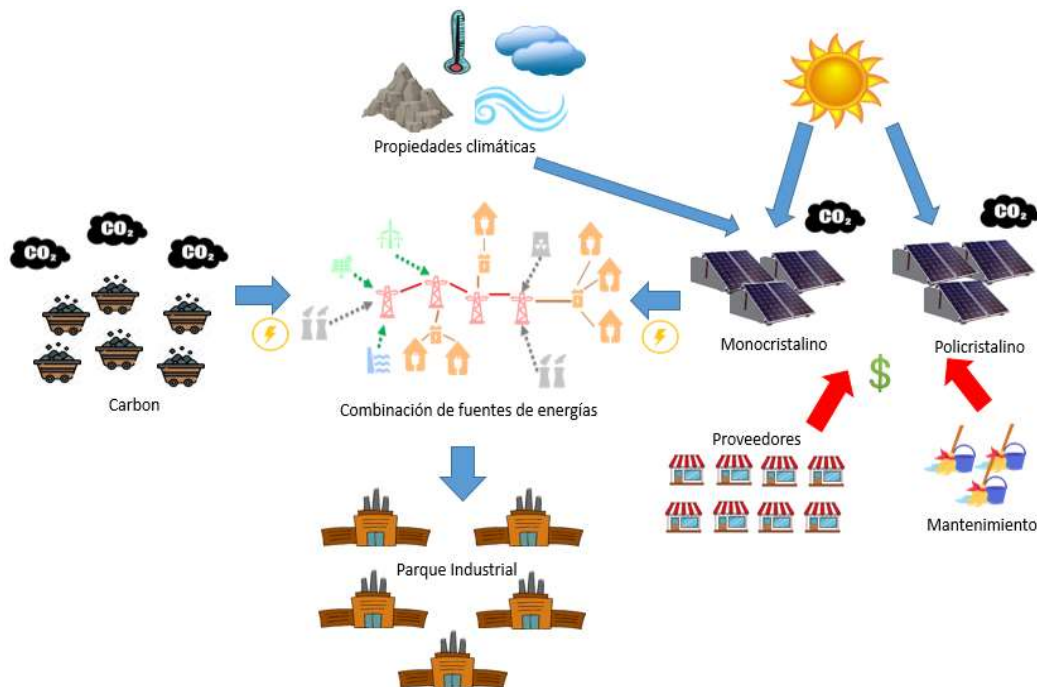 Propiedades climáticas
CO₂
CO₂
CO₂
CO₂
CO₂
Monocristalino
Policristalino
Carbon
Combinación de fuentes de energías
$
Proveedores
Mantenimiento
Parque Industrial